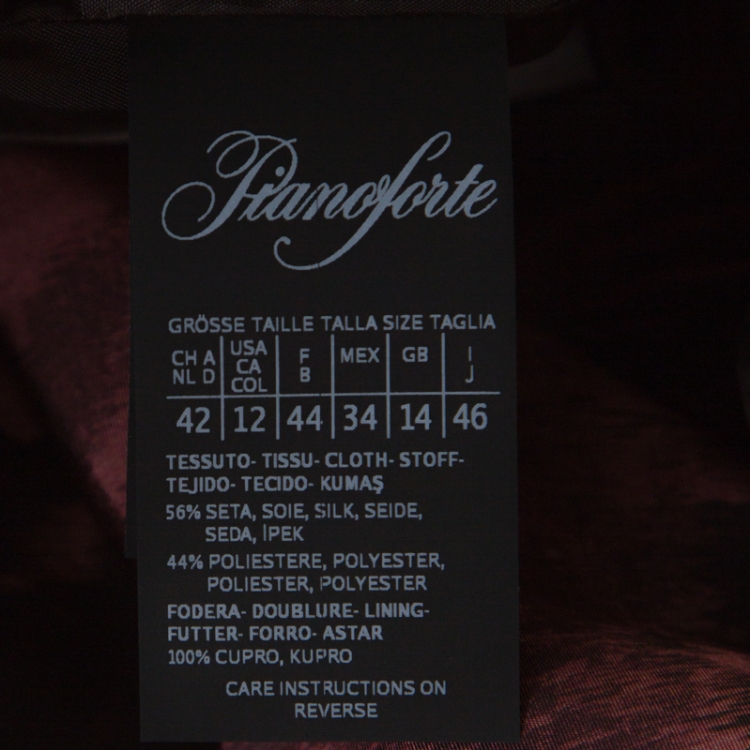 Pianoforte
GRÖSSE TAILLE TALLA SIZE TAGLIA
CH A NL D | USA CA COL | F B | MEX | GB | I J
42 | 12 | 44 | 34 | 14 | 46
TESSUTO- TISSU- CLOTH- STOFF-
TEJIDO- TECIDO- KUMAŞ
56% SETA, SOIE, SILK, SEIDE,
SEDA, İPEK
44% POLIESTERE, POLYESTER,
POLIESTER, POLYESTER
FODERA- DOUBLURE- LINING-
FUTTER- FORRO- ASTAR
100% CUPRO, KUPRO
CARE INSTRUCTIONS ON
REVERSE